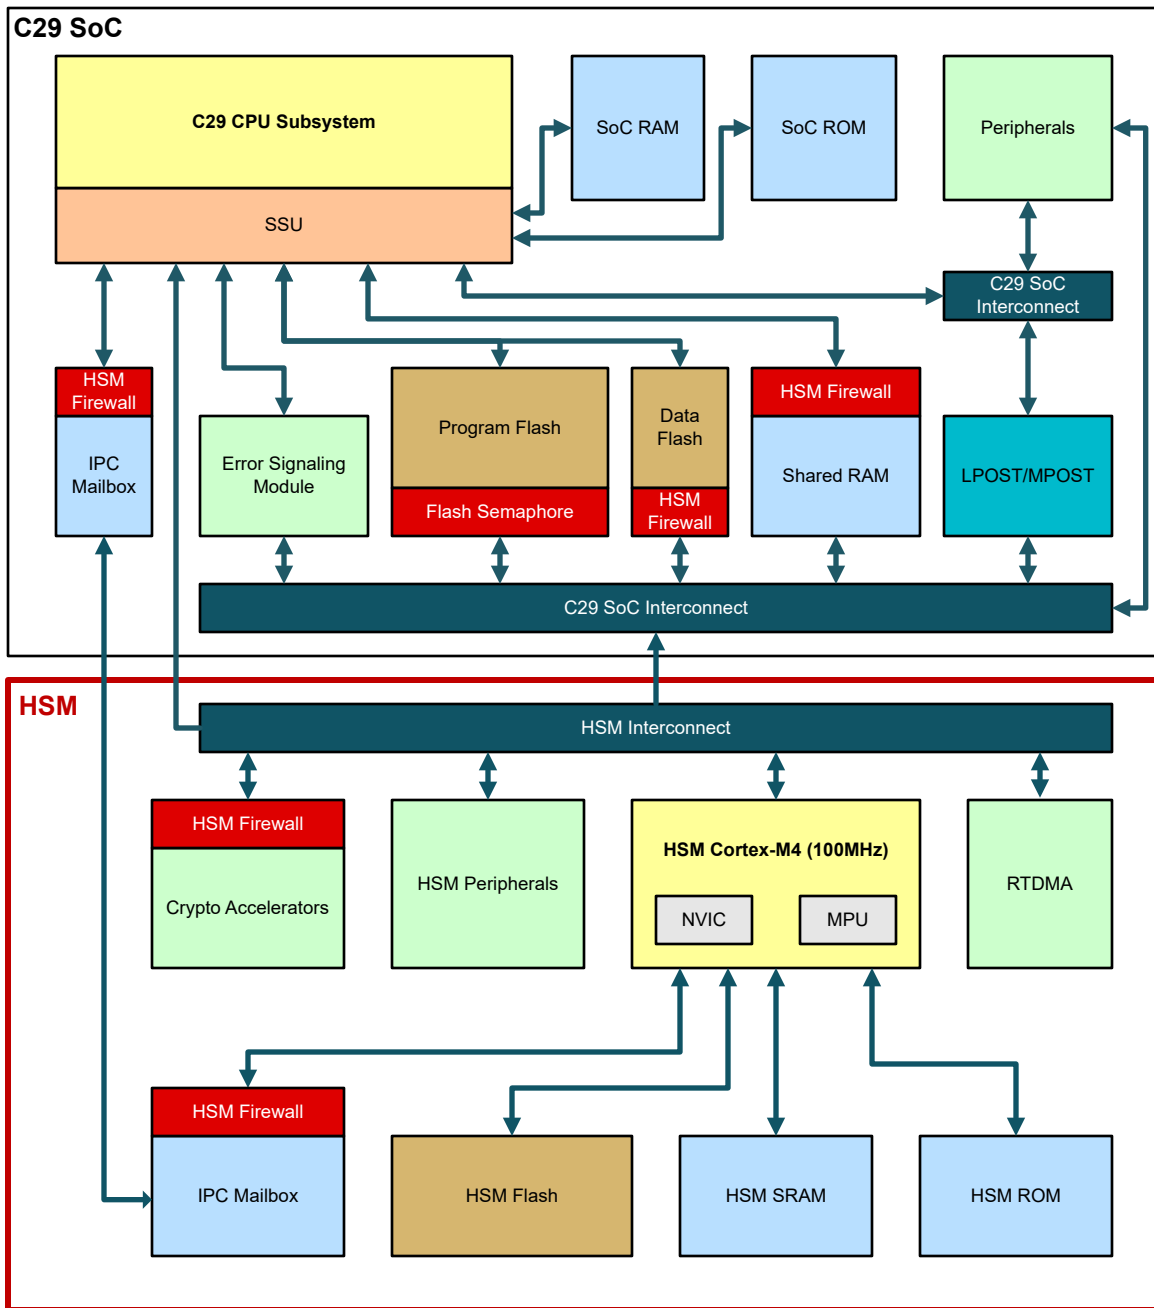 C29 SoC
C29 CPU Subsystem
SSU
SoC RAM
SoC ROM
Peripherals
C29 SoC
Interconnect
HSM
Firewall
IPC
Mailbox
Error Signaling
Module
Program Flash
Flash Semaphore
Data
Flash
HSM
Firewall
HSM Firewall
Shared RAM
LPOST/MPOST
C29 SoC Interconnect
HSM
HSM Interconnect
HSM Firewall
Crypto Accelerators
HSM Peripherals
HSM Cortex-M4 (100MHz)
NVIC
MPU
RTDMA
HSM Firewall
IPC Mailbox
HSM Flash
HSM SRAM
HSM ROM